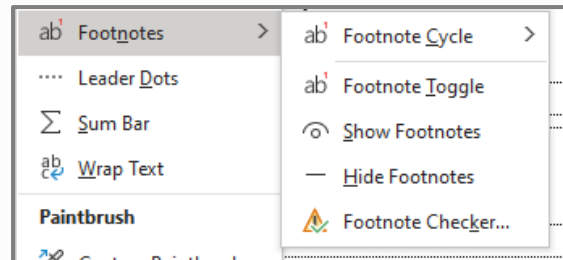 Footnotes
Leader Dots
Sum Bar
Wrap Text
Paintbrush
Footnote Cycle
Footnote Toggle
Show Footnotes
Hide Footnotes
Footnote Checker...